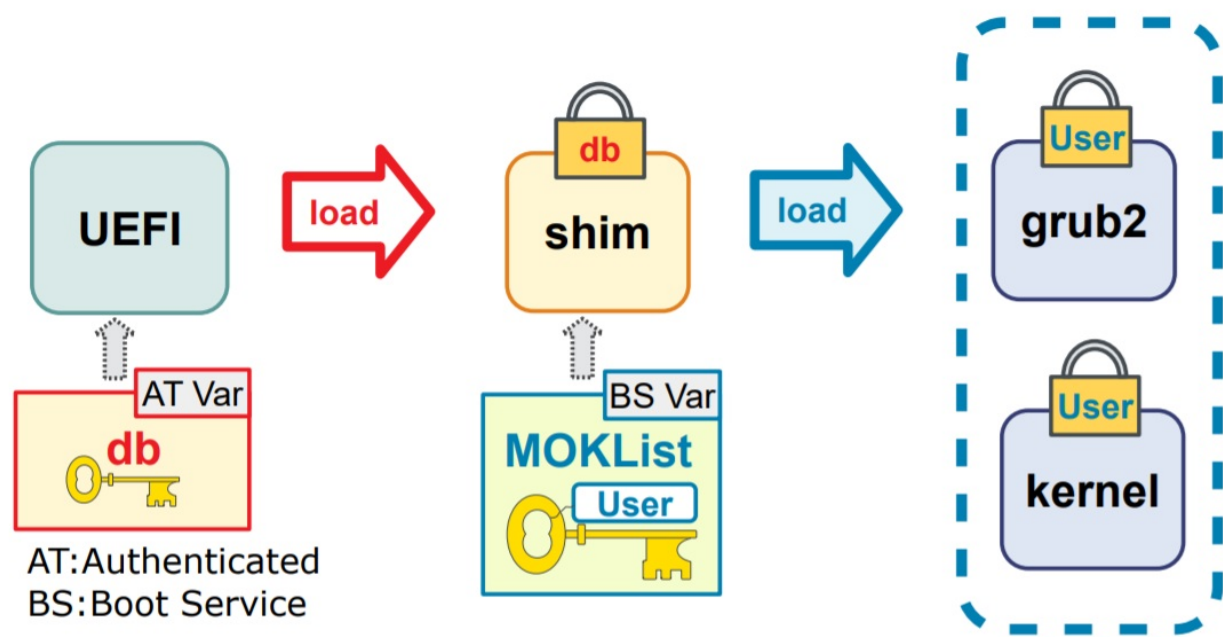 UEFI
load
db
shim
load
User
grub2
AT Var
db
BS Var
MOKList
User
User
kernel
AT:Authenticated
BS:Boot Service